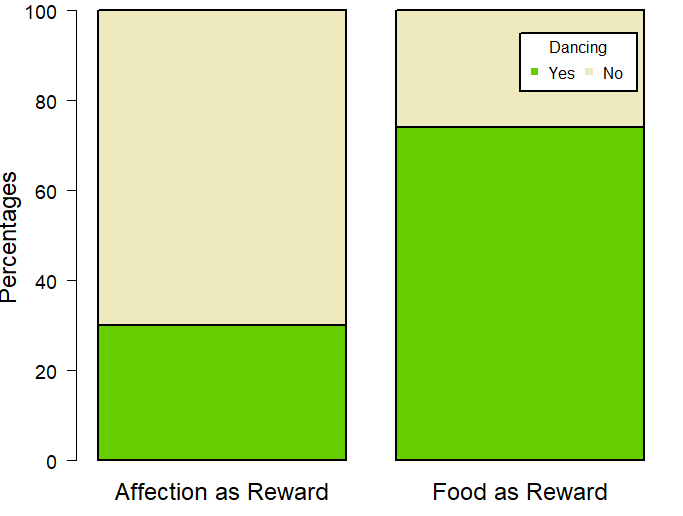 Percentages
100
80
60
40
20
0
Dancing
Yes No
Affection as Reward
Food as Reward